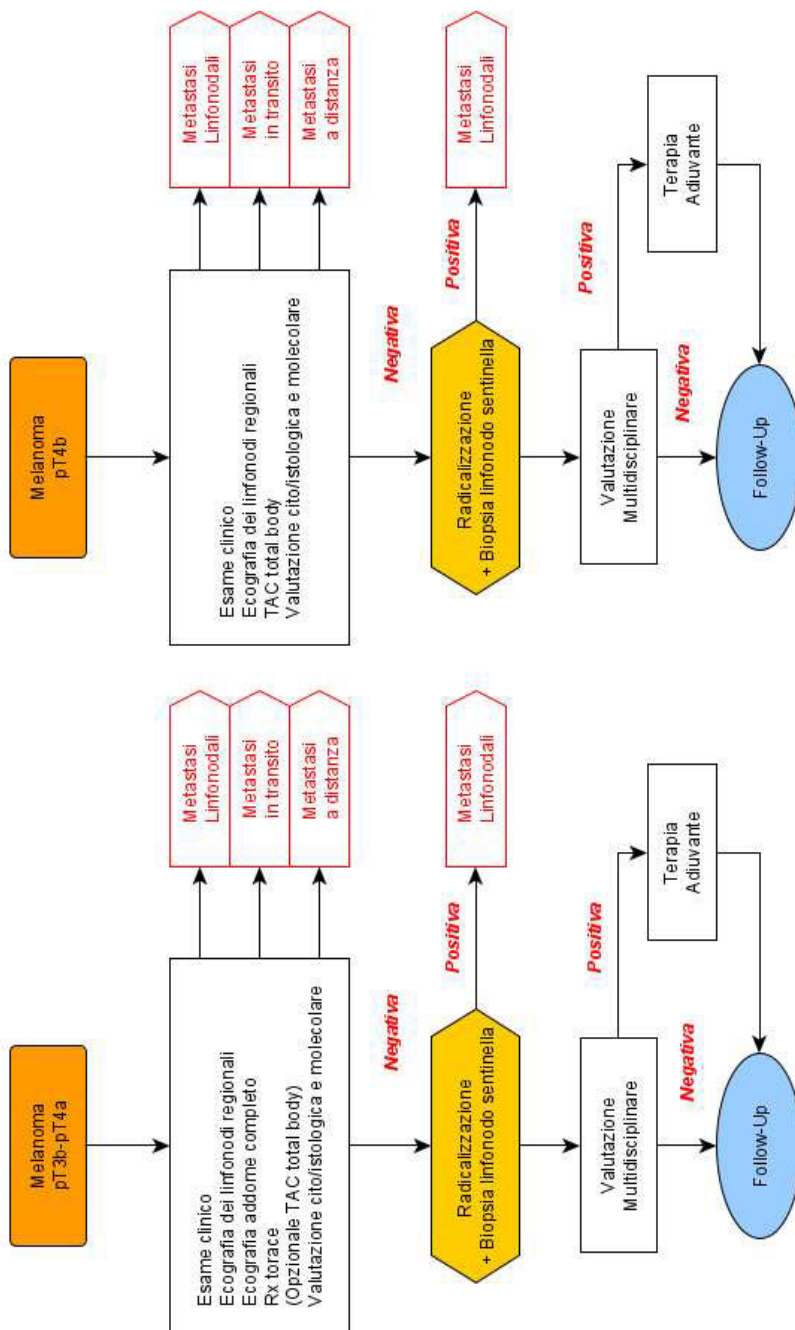 Melanoma
pT3b-pT4a
Esame clinico
Ecografia dei linfonodi regionali
Ecografia addome completo
Rx torace
(Opzionale TAC total body)
Valutazione cito/istologica e molecolare
Metastasi
Linfonodali
Metastasi
in transito
Metastasi
a distanza
Negativa
Radicalizzazione
+ Biopsia linfonodo sentinella
Positiva
Metastasi
Linfonodali
Valutazione
Multidisciplinare
Positiva
Terapia
Adiuvante
Negativa
Follow-Up
Melanoma
pT4b
Esame clinico
Ecografia dei linfonodi regionali
TAC total body
Valutazione cito/istologica e molecolare
Metastasi
Linfonodali
Metastasi
in transito
Metastasi
a distanza
Negativa
Radicalizzazione
+ Biopsia linfonodo sentinella
Positiva
Metastasi
Linfonodali
Valutazione
Multidisciplinare
Positiva
Terapia
Adiuvante
Negativa
Follow-Up